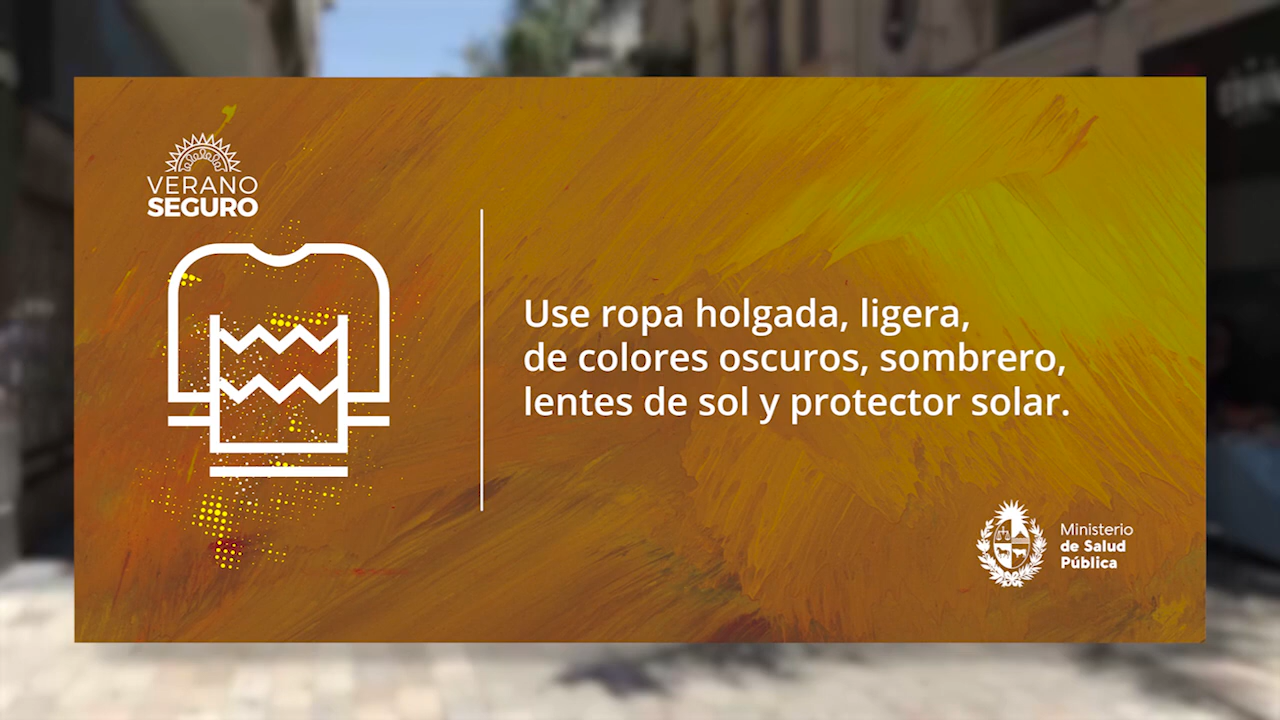 VERANO
SEGURO
Use ropa holgada, ligera,
de colores oscuros, sombrero,
lentes de sol y protector solar.
Ministerio
de Salud
Pública